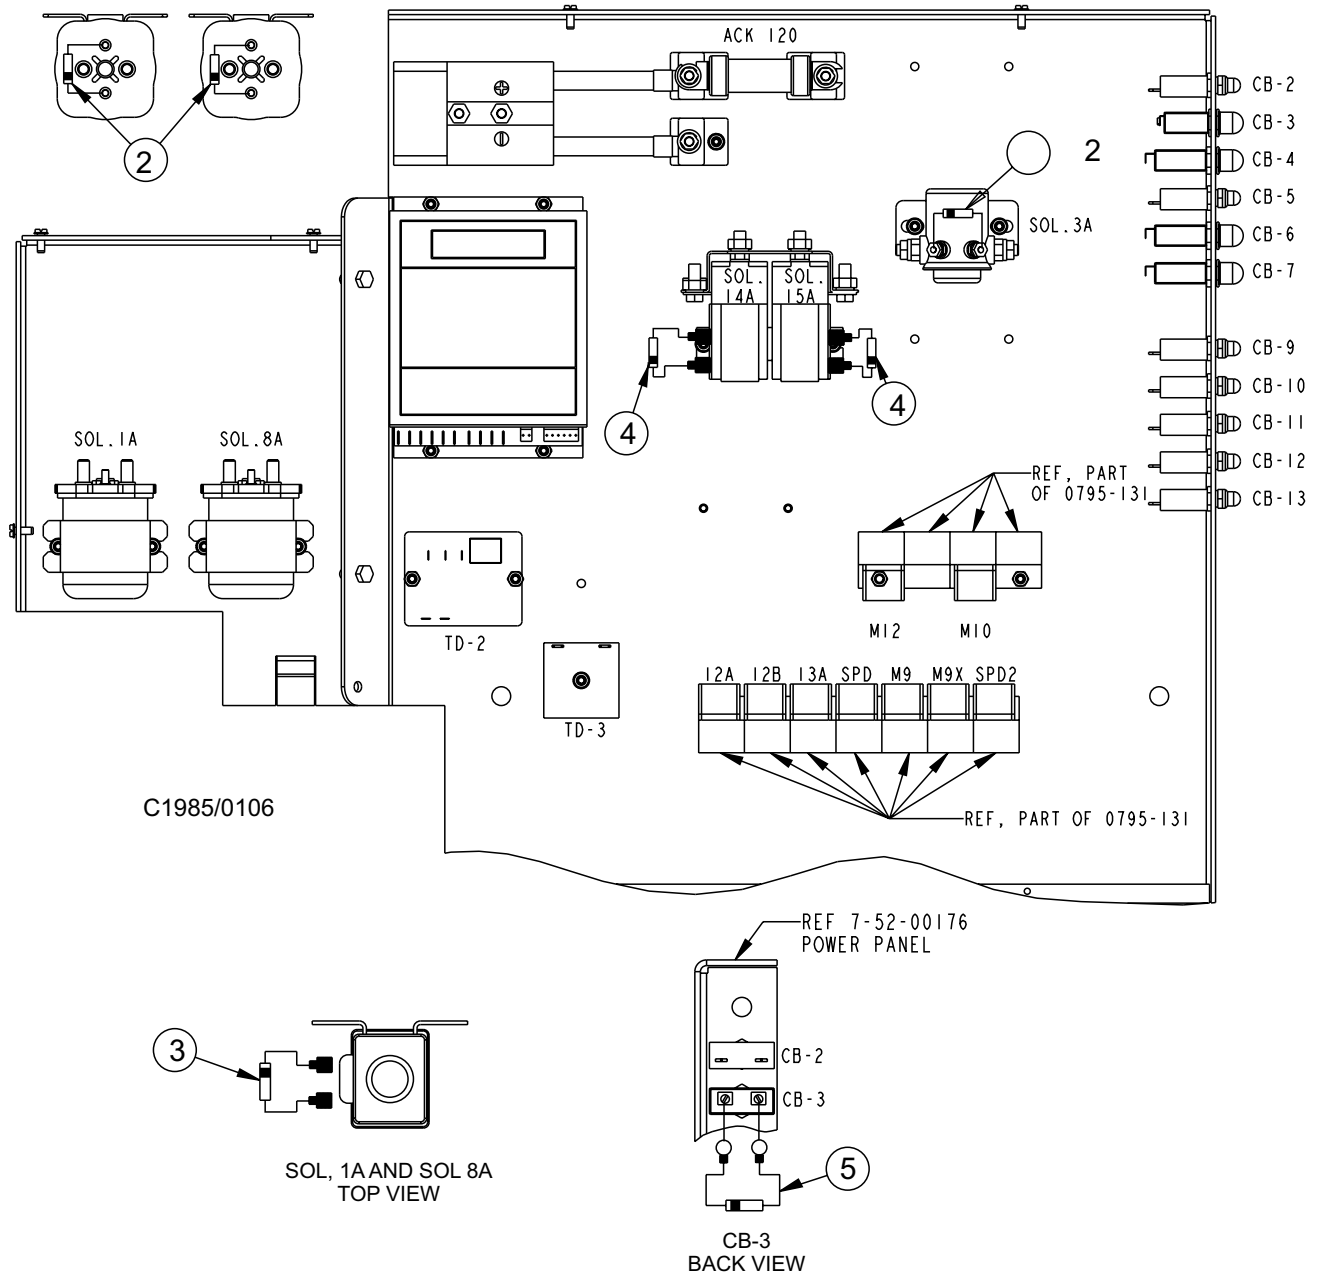 ACK 120
2
2
SOL.3A
CB-2
CB-3
CB-4
CB-5
CB-6
CB-7
CB-9
CB-10
CB-11
CB-12
CB-13
SOL.
14A
SOL.
15A
4
4
SOL.1A
SOL.8A
REF, PART
OF 0795-131
TD-2
TD-3
M12
M10
12A
12B
13A
SPD
M9
M9X
SPD2
REF, PART OF 0795-131
C1985/0106
REF 7-52-00176
POWER PANEL
CB-2
CB-3
3
5
SOL, 1A AND SOL 8A
TOP VIEW
CB-3
BACK VIEW